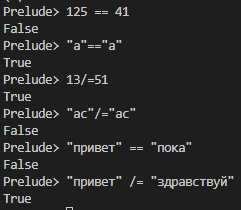 Prelude> 125 == 41
False
Prelude> "a"=="a"
True
Prelude> 13/=51
True
Prelude> "ac"/="ac"
False
Prelude> "привет" == "пока"
False
Prelude> "привет" /= "здравствуй"
True